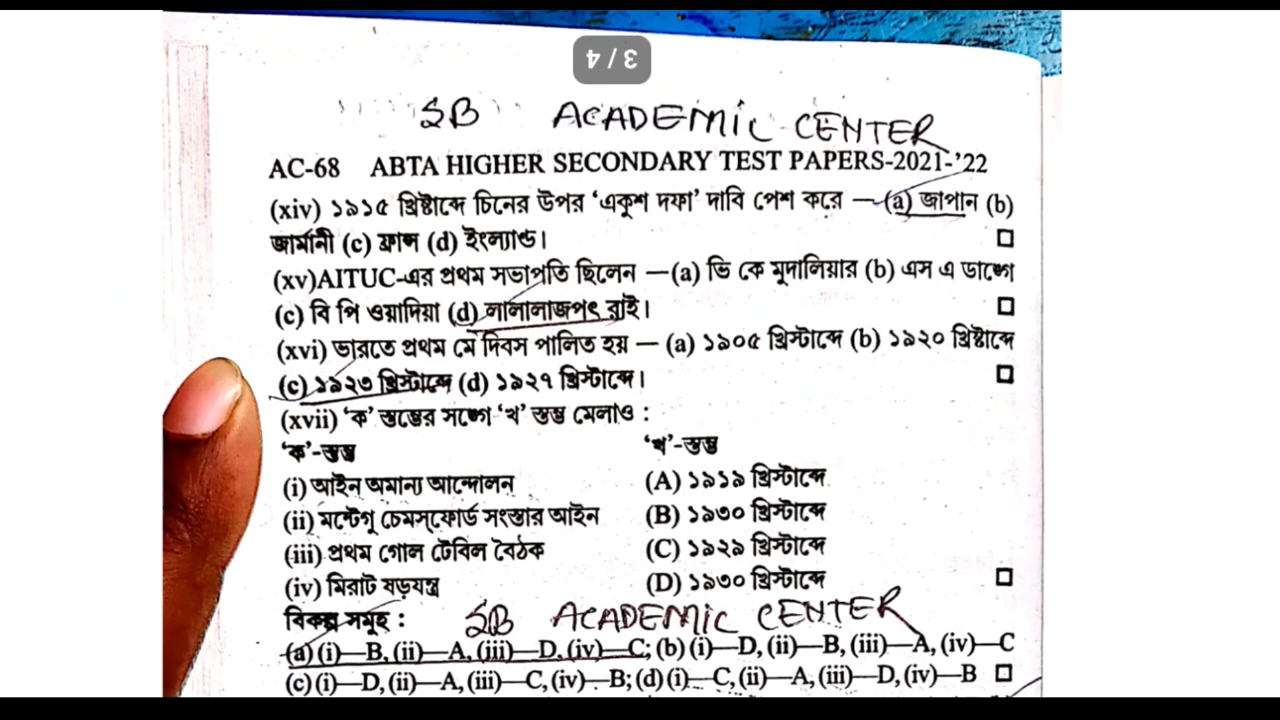 3 / 4
SB ACADEMIC CENTER
AC-68 ABTA HIGHER SECONDARY TEST PAPERS-2021-'22
(xiv) ১৯১৫ খ্রিষ্টাব্দে চিনের উপর ‘একুশ দফা’ দাবি পেশ করে —(a) জাপান (b)
জার্মানী (c) ফ্রান্স (d) ইংল্যান্ড।
(xv)AITUC-এর প্রথম সভাপতি ছিলেন —(a) ভি কে মুদালিয়ার (b) এস এ ডাঙ্গে
(c) বি পি ওয়াদিয়া (d) লালালাজপৎ রাই।
(xvi) ভারতে প্রথম মে দিবস পালিত হয় — (a) ১৯০৫ খ্রিস্টাব্দে (b) ১৯২০ খ্রিষ্টাব্দে
(c) ১৯২৩ খ্রিস্টাব্দে (d) ১৯২৭ খ্রিস্টাব্দে।
(xvii) ‘ক’ স্তম্ভের সঙ্গে ‘খ’ স্তম্ভ মেলাও :
‘ক’-স্তম্ভ ‘খ’-স্তম্ভ
(i) আইন অমান্য আন্দোলন (A) ১৯১৯ খ্রিস্টাব্দে
(ii) মন্টেগু চেমস্‌ফোর্ড সংস্কার আইন (B) ১৯৩০ খ্রিস্টাব্দে
(iii) প্রথম গোল টেবিল বৈঠক (C) ১৯২৯ খ্রিস্টাব্দে
(iv) মিরাট ষড়যন্ত্র (D) ১৯৩০ খ্রিস্টাব্দে
বিকল্প সমূহ : SB ACADEMIC CENTER
(a) (i)—B, (ii)—A, (iii)—D, (iv)—C; (b) (i)—D, (ii)—B, (iii)—A, (iv)—C
(c) (i)—D, (ii)—A, (iii)—C, (iv)—B; (d) (i)—C, (ii)—A, (iii)—D, (iv)—B